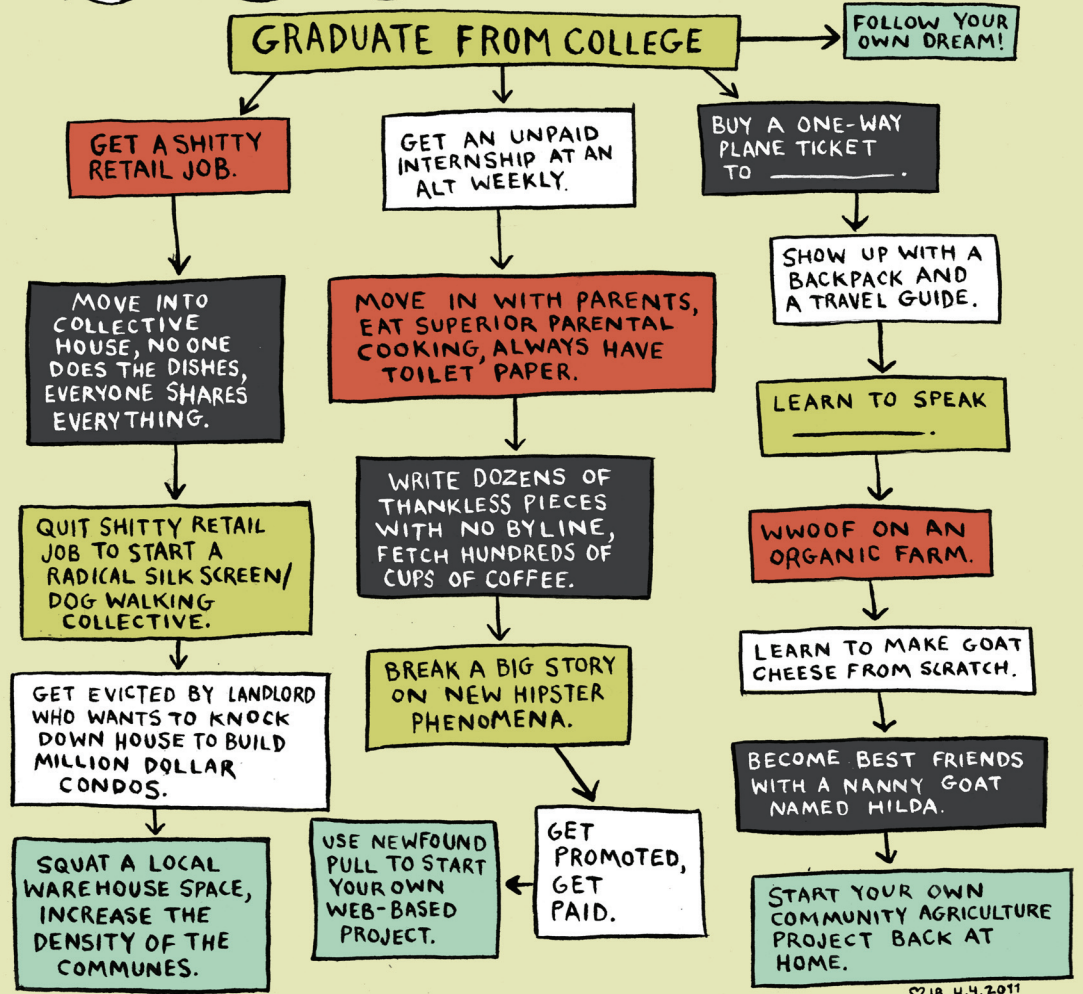 GRADUATE FROM COLLEGE
FOLLOW YOUR
OWN DREAM!
GET A SHITTY
RETAIL JOB.
MOVE INTO
COLLECTIVE
HOUSE, NO ONE
DOES THE DISHES,
EVERYONE SHARES
EVERYTHING.
QUIT SHITTY RETAIL
JOB TO START A
RADICAL SILK SCREEN/
DOG WALKING
COLLECTIVE.
GET EVICTED BY LANDLORD
WHO WANTS TO KNOCK
DOWN HOUSE TO BUILD
MILLION DOLLAR
CONDOS.
SQUAT A LOCAL
WAREHOUSE SPACE,
INCREASE THE
DENSITY OF THE
COMMUNES.
GET AN UNPAID
INTERNSHIP AT AN
ALT WEEKLY.
MOVE IN WITH PARENTS,
EAT SUPERIOR PARENTAL
COOKING, ALWAYS HAVE
TOILET PAPER.
WRITE DOZENS OF
THANKLESS PIECES
WITH NO BYLINE,
FETCH HUNDREDS OF
CUPS OF COFFEE.
BREAK A BIG STORY
ON NEW HIPSTER
PHENOMENA.
GET
PROMOTED,
GET
PAID.
USE NEWFOUND
PULL TO START
YOUR OWN
WEB-BASED
PROJECT.
BUY A ONE-WAY
PLANE TICKET
TO ________.
SHOW UP WITH A
BACKPACK AND
A TRAVEL GUIDE.
LEARN TO SPEAK
________.
WWOOF ON AN
ORGANIC FARM.
LEARN TO MAKE GOAT
CHEESE FROM SCRATCH.
BECOME BEST FRIENDS
WITH A NANNY GOAT
NAMED HILDA.
START YOUR OWN
COMMUNITY AGRICULTURE
PROJECT BACK AT
HOME.
4.4.2011